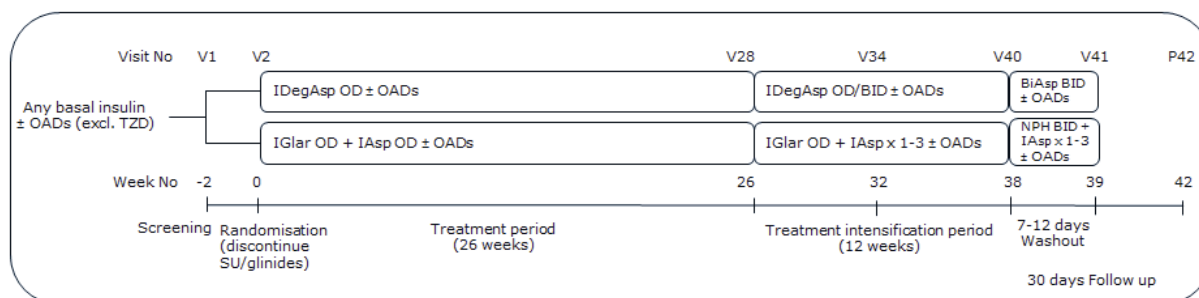 Visit No V1 V2 V28 V34 V40 V41 P42
IDegAsp OD ± OADs
IDegAsp OD/BID ± OADs
BiAsp BID
± OADs
Any basal insulin
± OADs (excl. TZD)
IGlar OD + IAsp OD ± OADs
IGlar OD + IAsp x 1-3 ± OADs
NPH BID +
IAsp x 1-3
± OADs
Week No -2 0 26 32 38 39 42
Screening
Randomisation
(discontinue
SU/glinides)
Treatment period
(26 weeks)
Treatment intensification period
(12 weeks)
7-12 days
Washout
30 days Follow up